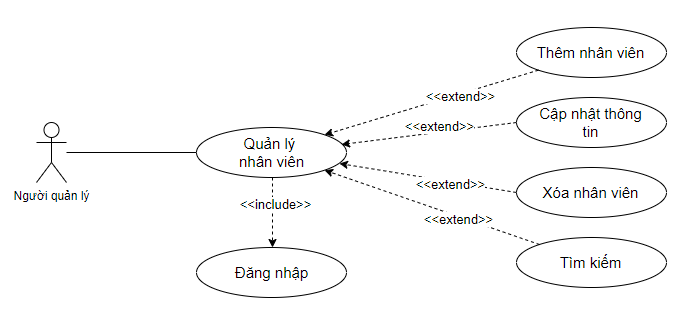 Thêm nhân viên
<<extend>>
Cập nhật thông
tin
<<extend>>
Quản lý
nhân viên
Người quản lý
<<extend>>
Xóa nhân viên
<<include>>
<<extend>>
Đăng nhập
Tìm kiếm